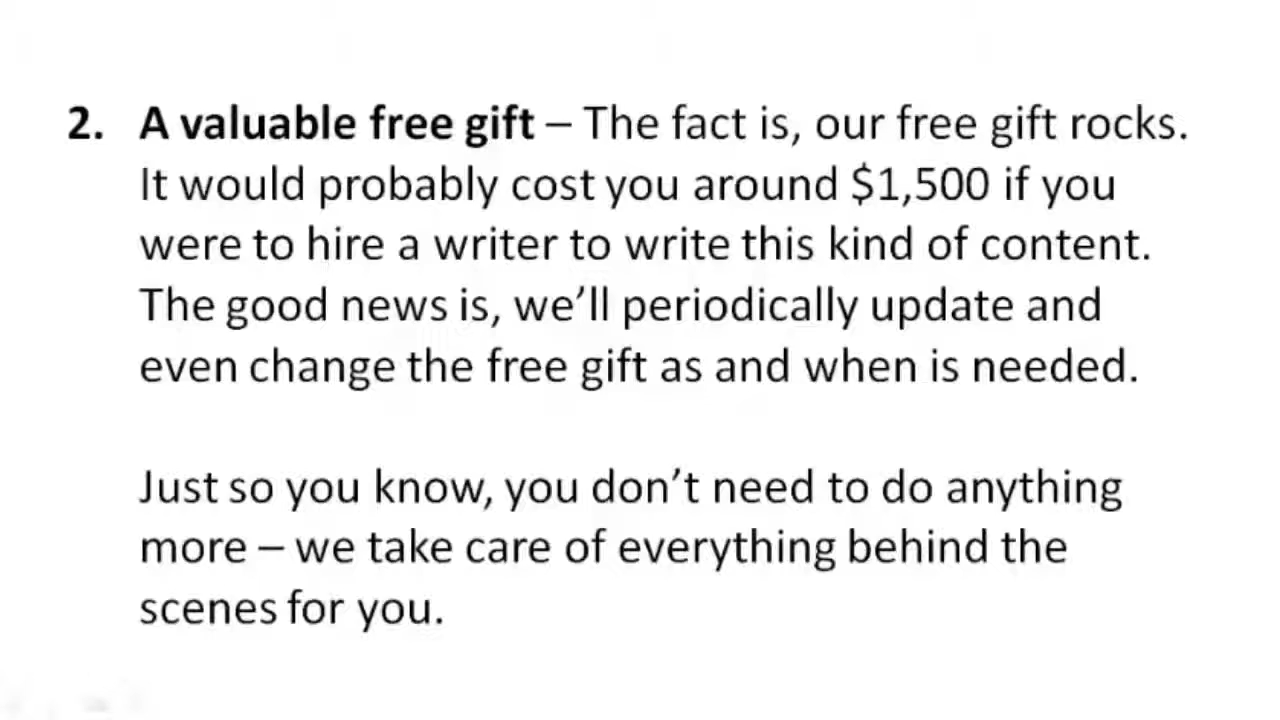 2. A valuable free gift – The fact is, our free gift rocks.
It would probably cost you around $1,500 if you
were to hire a writer to write this kind of content.
The good news is, we’ll periodically update and
even change the free gift as and when is needed.
Just so you know, you don’t need to do anything
more – we take care of everything behind the
scenes for you.